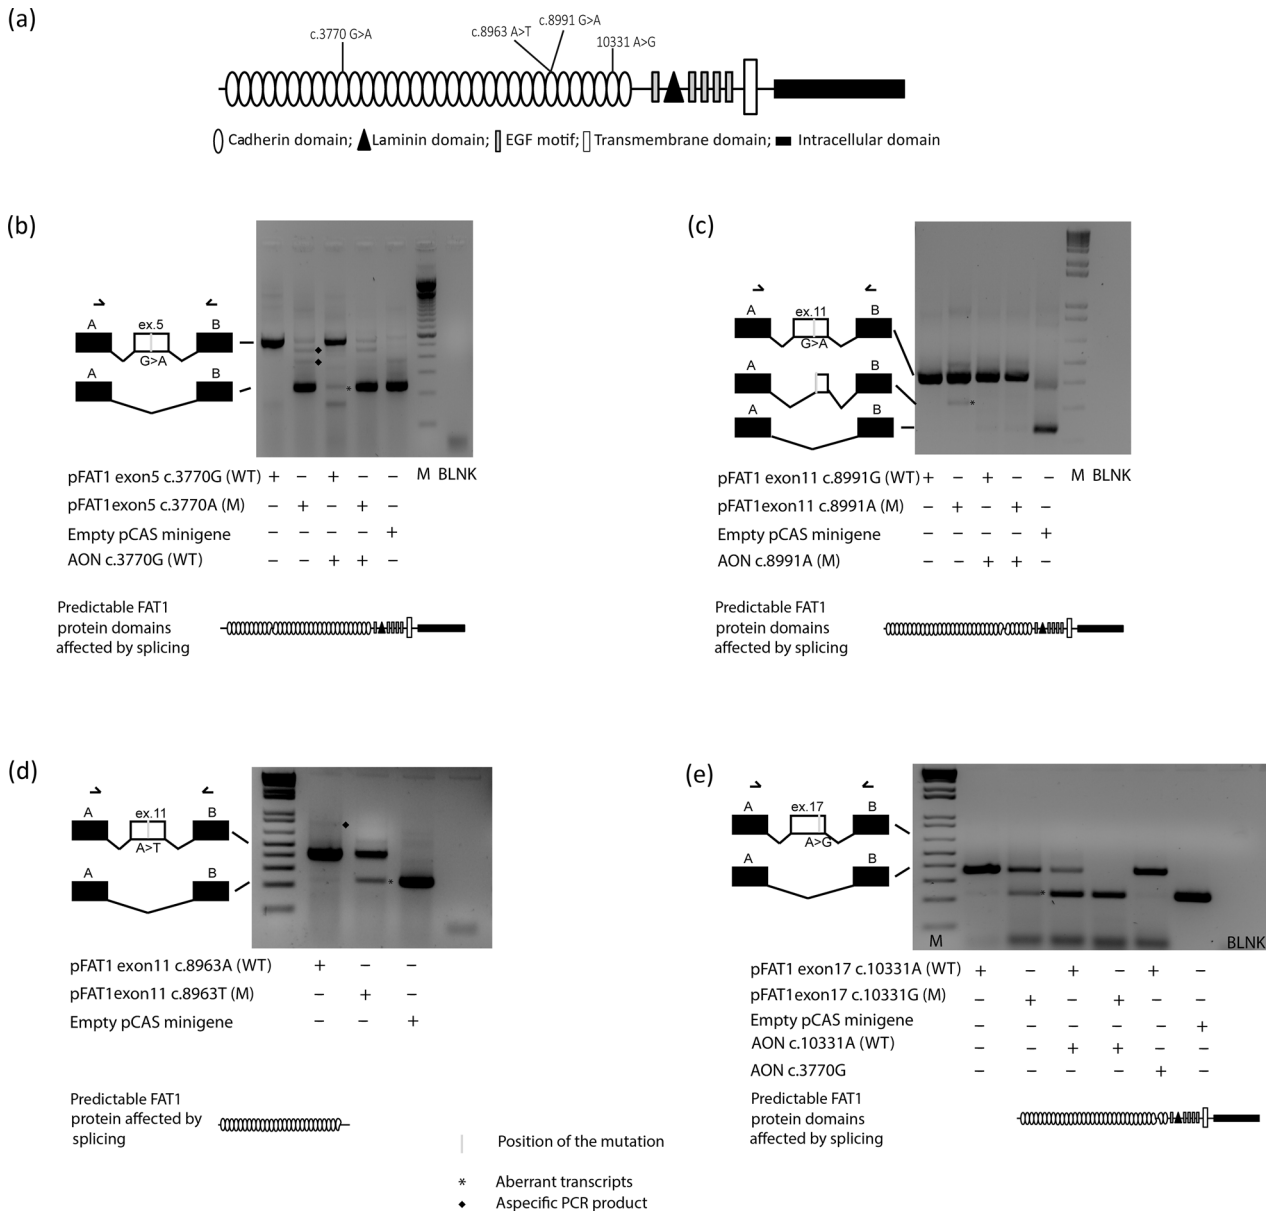 (a)
c.3770 G>A
c.8963 A>T
c.8991 G>A
10331 A>G
Cadherin domain; Laminin domain; EGF motif; Transmembrane domain; Intracellular domain
(b)
A
ex.5
B
G>A
A
B
pFAT1 exon5 c.3770G (WT) + − + − − M BLNK
pFAT1exon5 c.3770A (M) − + − + −
Empty pCAS minigene − − − − +
AON c.3770G (WT) − − + + −
Predictable FAT1
protein domains
affected by splicing
(c)
A
ex.11
B
G>A
A
B
*
A
B
pFAT1 exon11 c.8991G (WT) + − + − − M BLNK
pFAT1exon11 c.8991A (M) − + − + −
Empty pCAS minigene − − − − +
AON c.8991A (M) − − + + −
Predictable FAT1
protein domains
affected by splicing
(d)
A
ex.11
B
A>T
A
B
pFAT1 exon11 c.8963A (WT) + − −
pFAT1exon11 c.8963T (M) − + −
Empty pCAS minigene − − +
Predictable FAT1
protein affected by
splicing
(e)
A
ex.17
B
A>G
A
B
M
BLNK
pFAT1 exon17 c.10331A (WT) + − + − + −
pFAT1exon17 c.10331G (M) − + − + − −
Empty pCAS minigene − − − − − +
AON c.10331A (WT) − − + + − −
AON c.3770G − − − − + −
Predictable FAT1
protein domains
affected by splicing
Position of the mutation
* Aberrant transcripts
◆ Aspecific PCR product